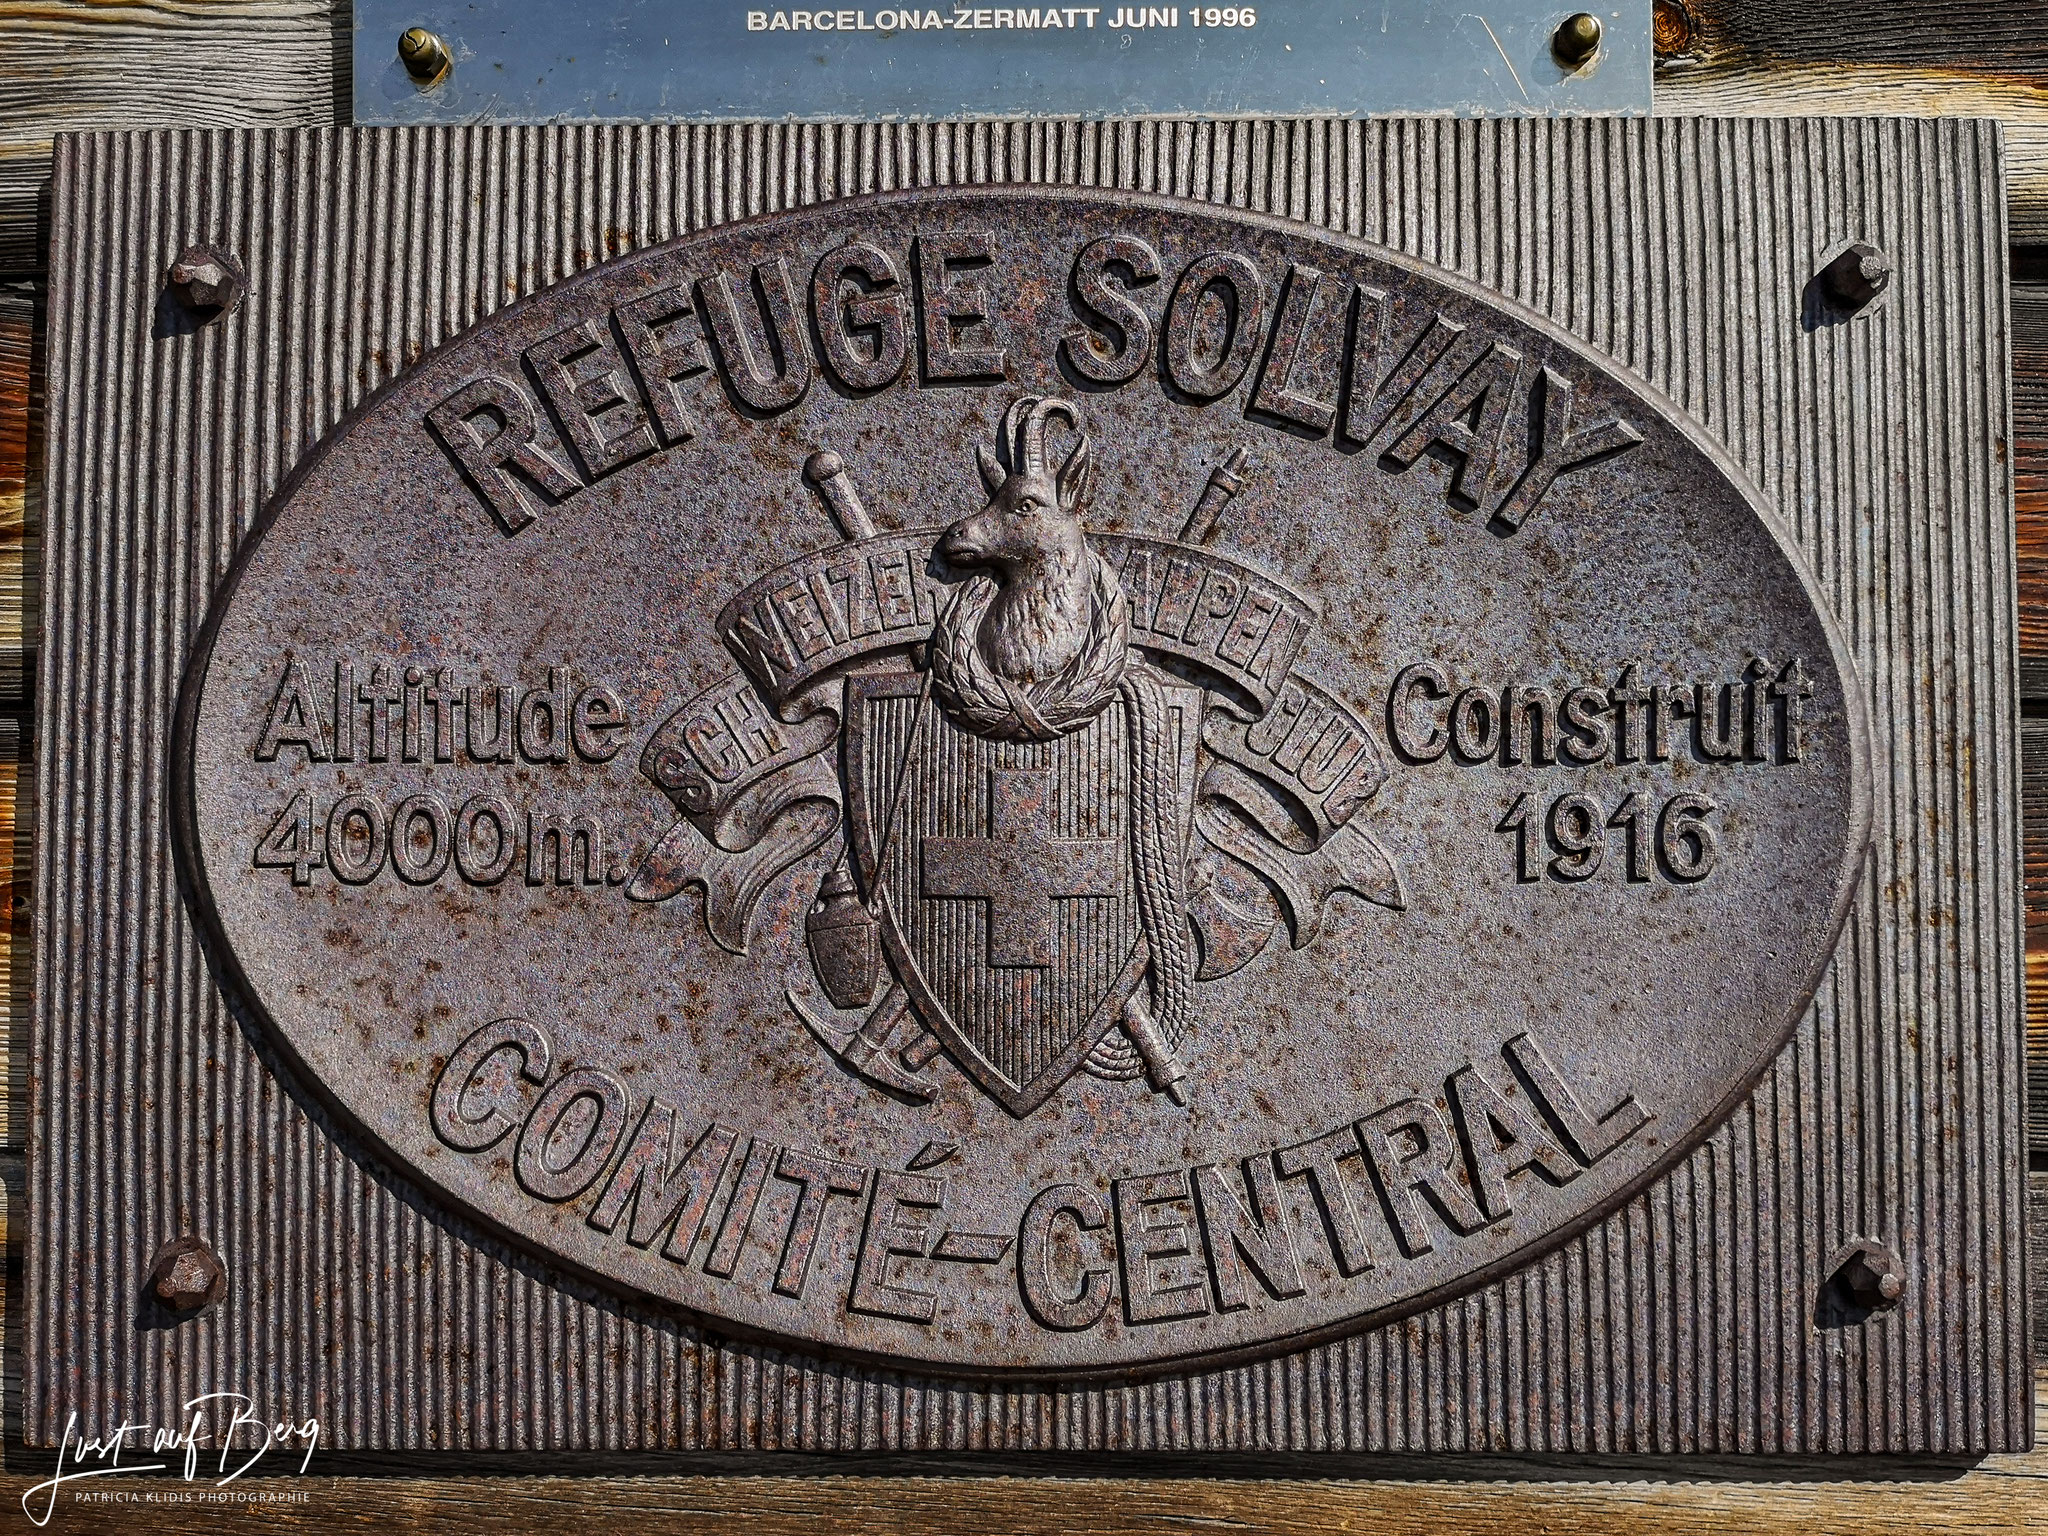 BARCELONA-ZERMATT JUNI 1996
REFUGE SOLVAY
SCHWEIZER ALPEN CLUB
Altitude
4000m.
Construit
1916
COMITÉ-CENTRAL
Lust auf Berg
PATRICIA KLIDIS PHOTOGRAPHIE